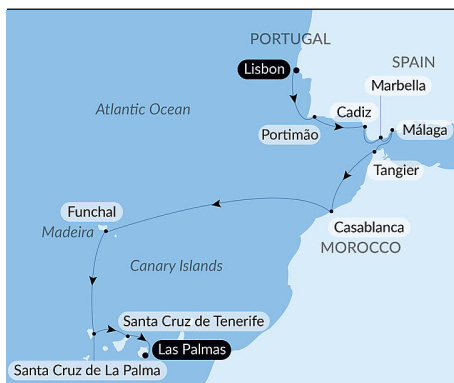 PORTUGAL
Lisbon
SPAIN
Marbella
Atlantic Ocean
Cadiz
Málaga
Portimão
Tangier
Funchal
Madeira
Casablanca
MOROCCO
Canary Islands
Santa Cruz de Tenerife
Las Palmas
Santa Cruz de La Palma